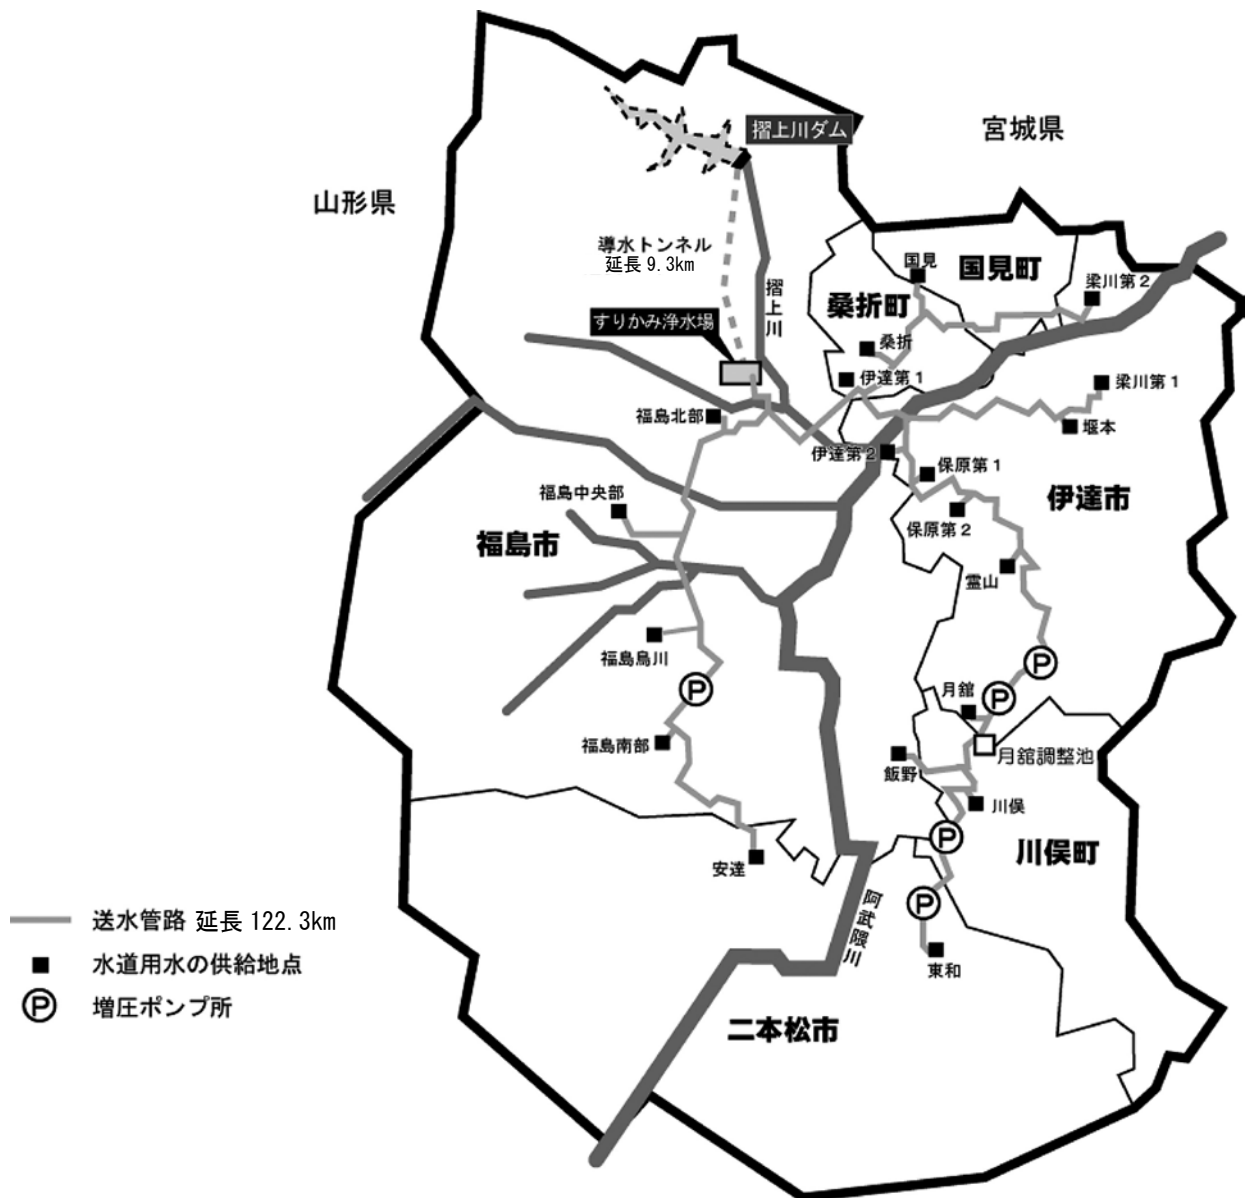 宮城県
摺上川ダム
山形県
導水トンネル
延長 9.3km
摺上川
国見
国見町
梁川第2
桑折町
すりかみ浄水場
桑折
伊達第1
梁川第1
福島北部
堰本
伊達第2
保原第1
福島中央部
伊達市
保原第2
福島市
霊山
福島鳥川
月舘
福島南部
月舘調整池
飯野
川俣
川俣町
安達
阿武隈川
送水管路 延長 122.3km
水道用水の供給地点
東和
Ⓟ 増圧ポンプ所
二本松市
P
P
P
P
P